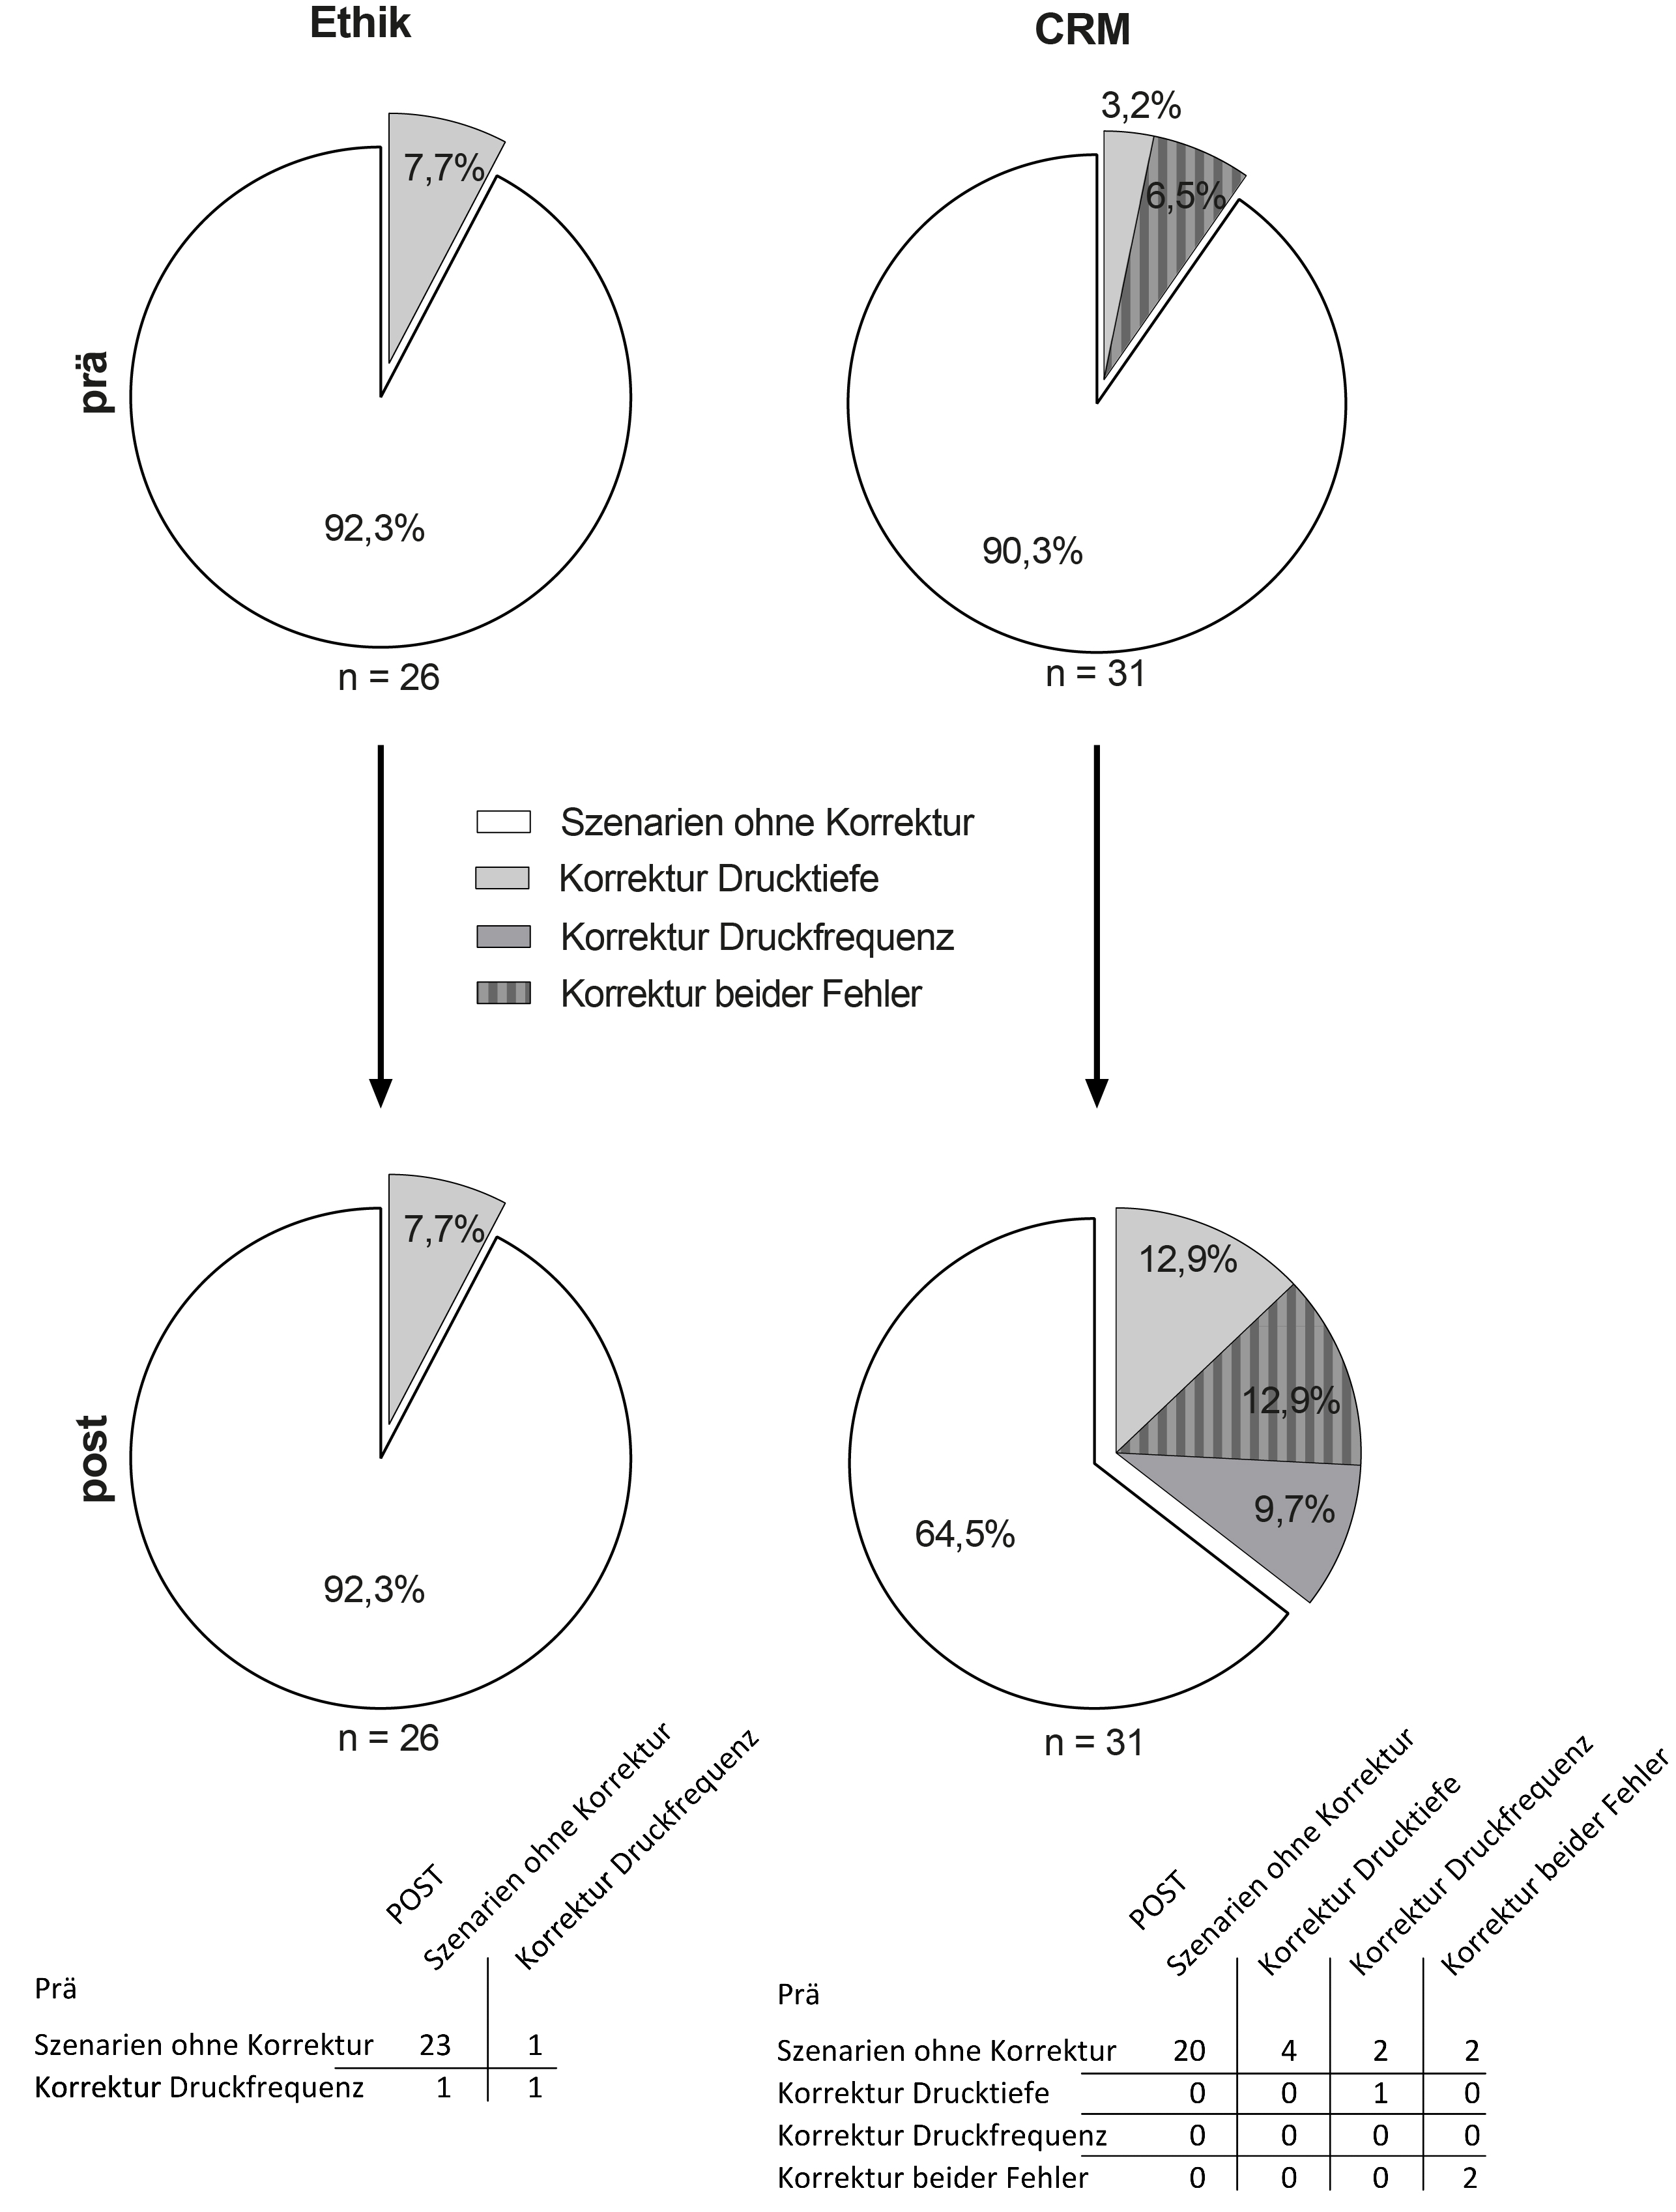 Ethik
CRM
3,2%
7,7%
6,5%
prä
92,3%
90,3%
n = 26
n = 31
Szenarien ohne Korrektur
Korrektur Drucktiefe
Korrektur Druckfrequenz
Korrektur beider Fehler
7,7%
12,9%
12,9%
post
9,7%
64,5%
92,3%
n = 26
n = 31
POST
Szenarien ohne Korrektur
Korrektur Druckfrequenz
Prä
Szenarien ohne Korrektur 23 1
Korrektur Druckfrequenz 1 1
POST
Szenarien ohne Korrektur
Korrektur Drucktiefe
Korrektur Druckfrequenz
Korrektur beider Fehler
Prä
Szenarien ohne Korrektur 20 4 2 2
Korrektur Drucktiefe 0 0 1 0
Korrektur Druckfrequenz 0 0 0 0
Korrektur beider Fehler 0 0 0 2